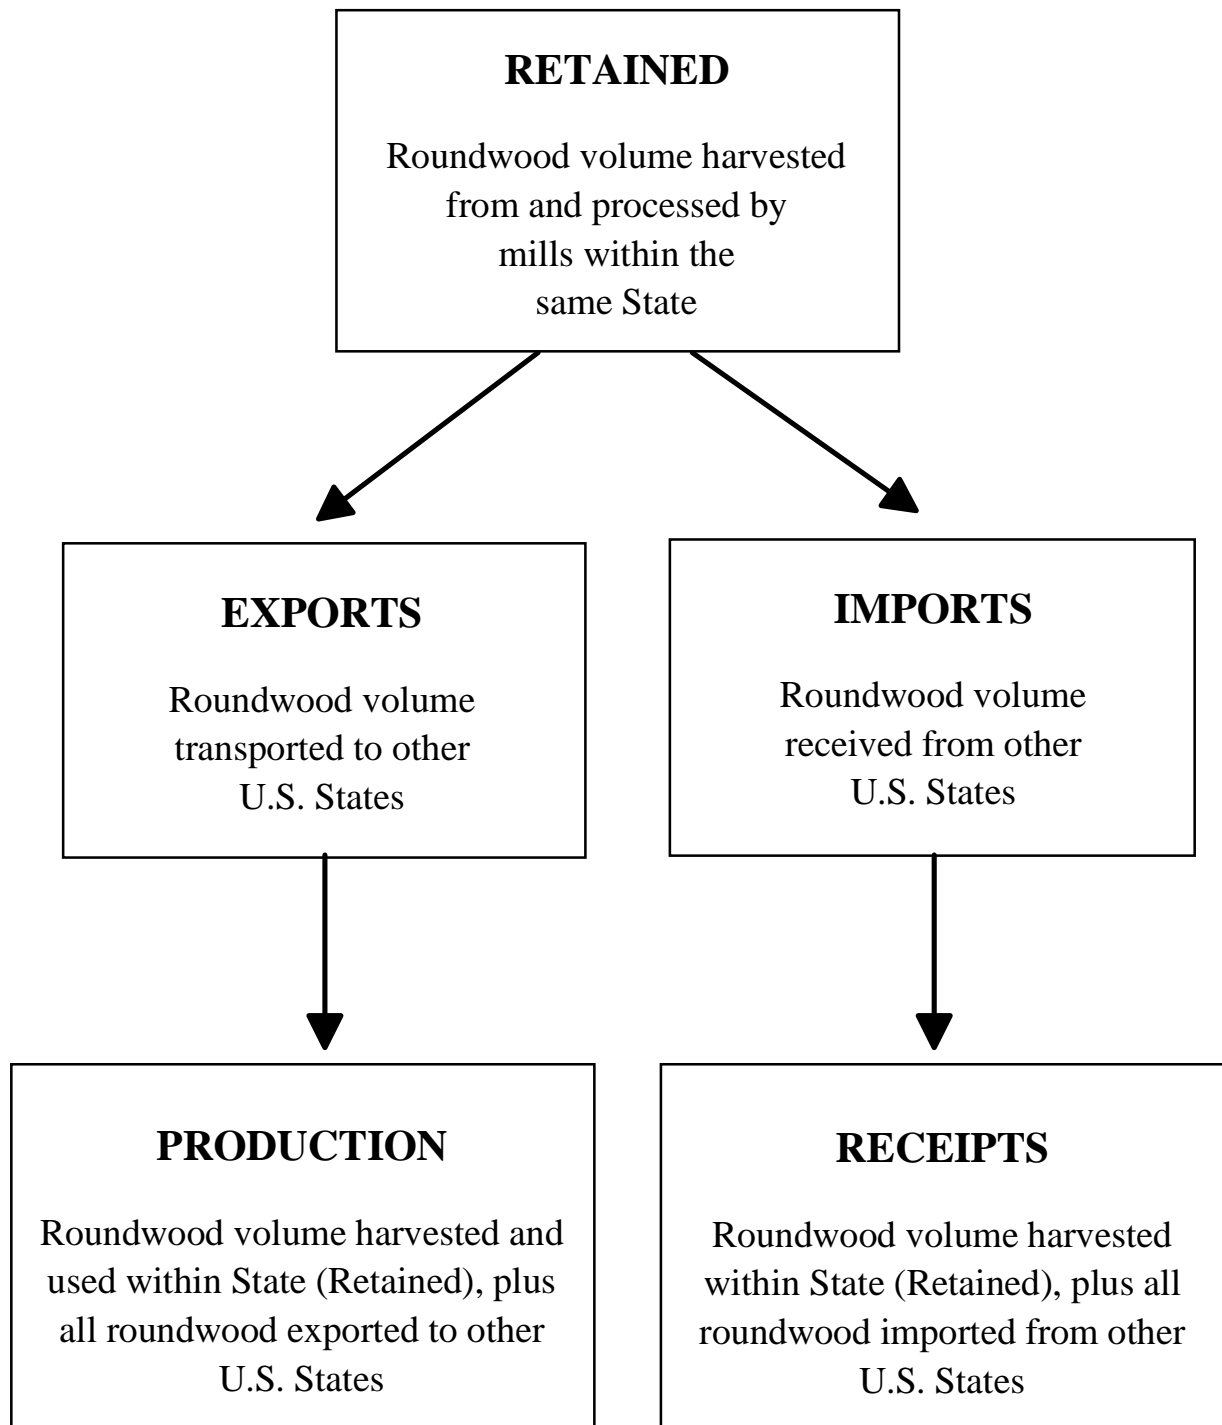 RETAINED
Roundwood volume harvested
from and processed by
mills within the
same State
EXPORTS
Roundwood volume
transported to other
U.S. States
IMPORTS
Roundwood volume
received from other
U.S. States
PRODUCTION
Roundwood volume harvested and
used within State (Retained), plus
all roundwood exported to other
U.S. States
RECEIPTS
Roundwood volume harvested
within State (Retained), plus all
roundwood imported from other
U.S. States